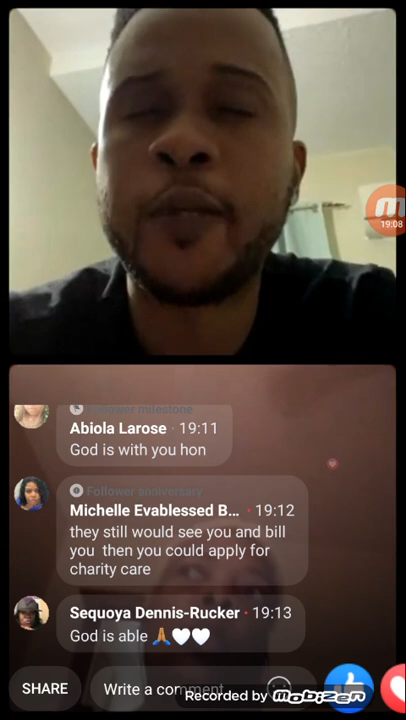 19:08
Follower milestone
Abiola Larose · 19:11
God is with you hon
Follower anniversary
Michelle Evablessed B... • 19:12
they still would see you and bill
you then you could apply for
charity care
Sequoya Dennis-Rucker • 19:13
God is able 🙏🤍🤍
SHARE
Write a comment
Recorded by mobizen